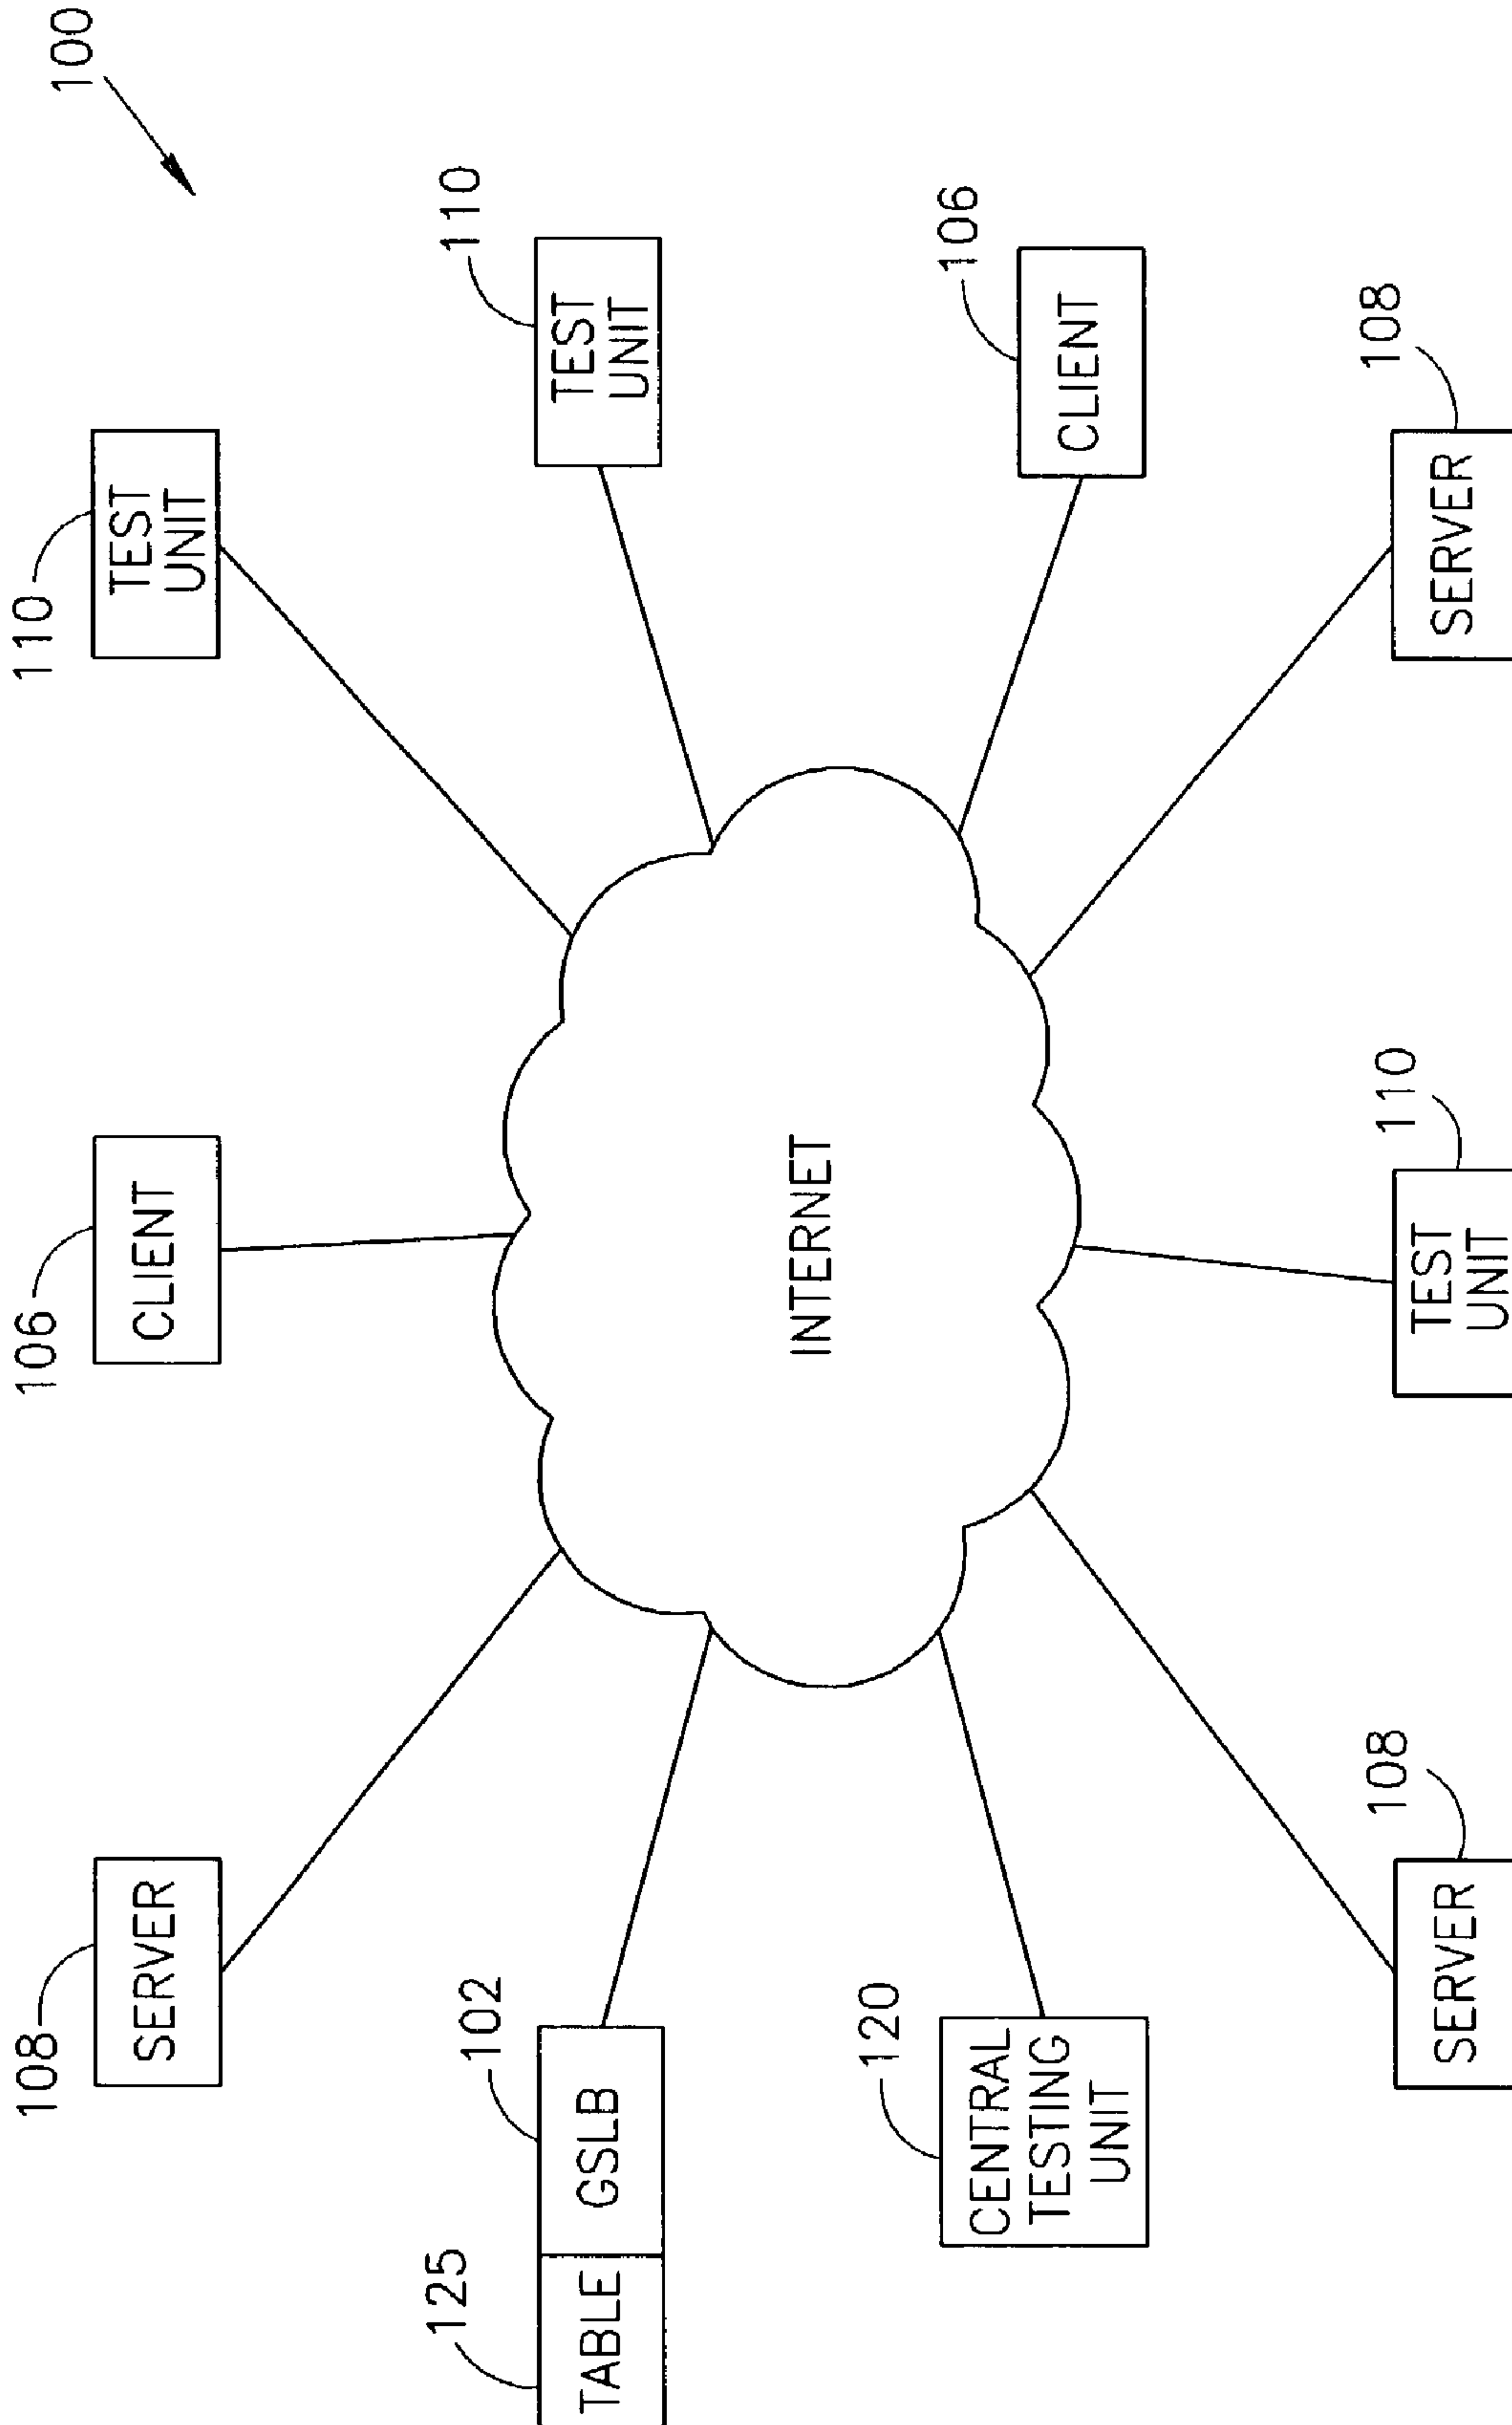 100
110
TEST
UNIT
110
TEST
UNIT
106
CLIENT
108
SERVER
106
CLIENT
INTERNET
110
TEST
UNIT
108
SERVER
102
GSLB
125
TABLE
120
CENTRAL
TESTING
UNIT
108
SERVER